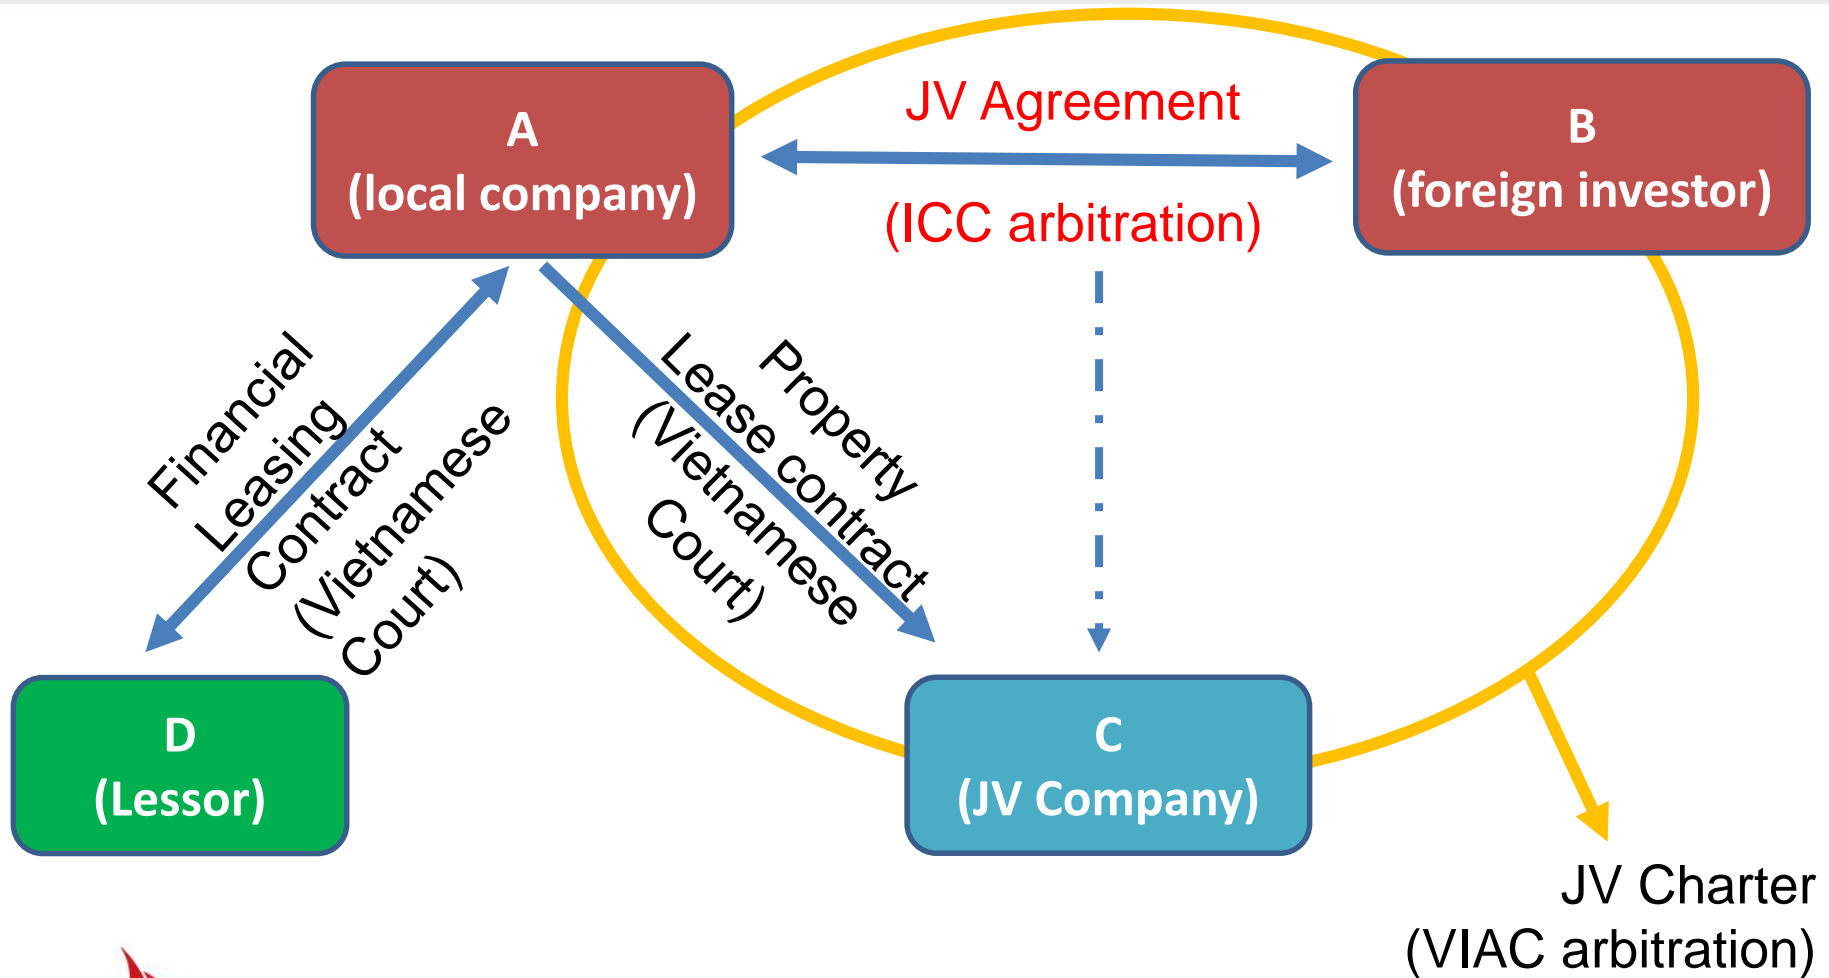 A
(local company)
JV Agreement
(ICC arbitration)
B
(foreign investor)
Financial
Leasing
Contract
(Vietnamese
Court)
Property
Lease contract
(Vietnamese
Court)
D
(Lessor)
C
(JV Company)
JV Charter
(VIAC arbitration)